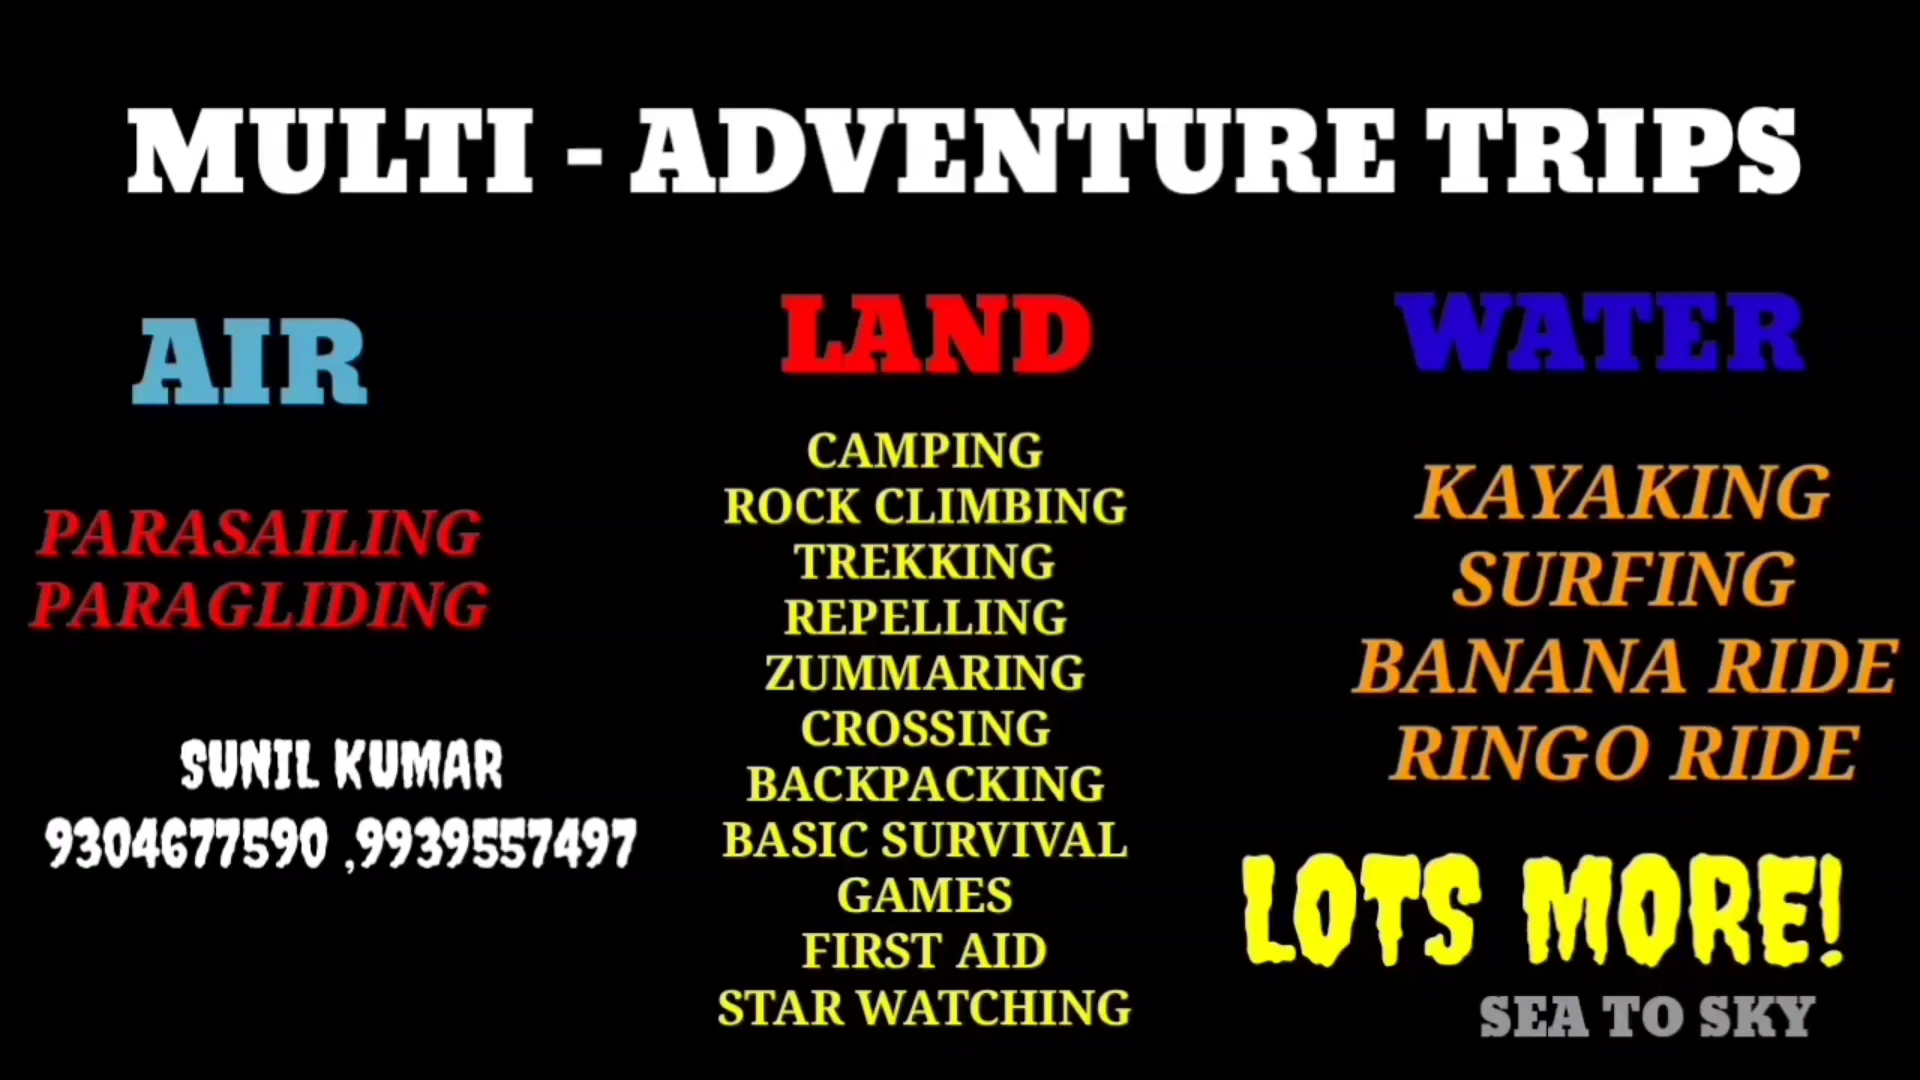 MULTI - ADVENTURE TRIPS
AIR
PARASAILING
PARAGLIDING
SUNIL KUMAR
9304677590 ,9939557497
LAND
CAMPING
ROCK CLIMBING
TREKKING
REPELLING
ZUMMARING
CROSSING
BACKPACKING
BASIC SURVIVAL
GAMES
FIRST AID
STAR WATCHING
WATER
KAYAKING
SURFING
BANANA RIDE
RINGO RIDE
LOTS MORE!
SEA TO SKY